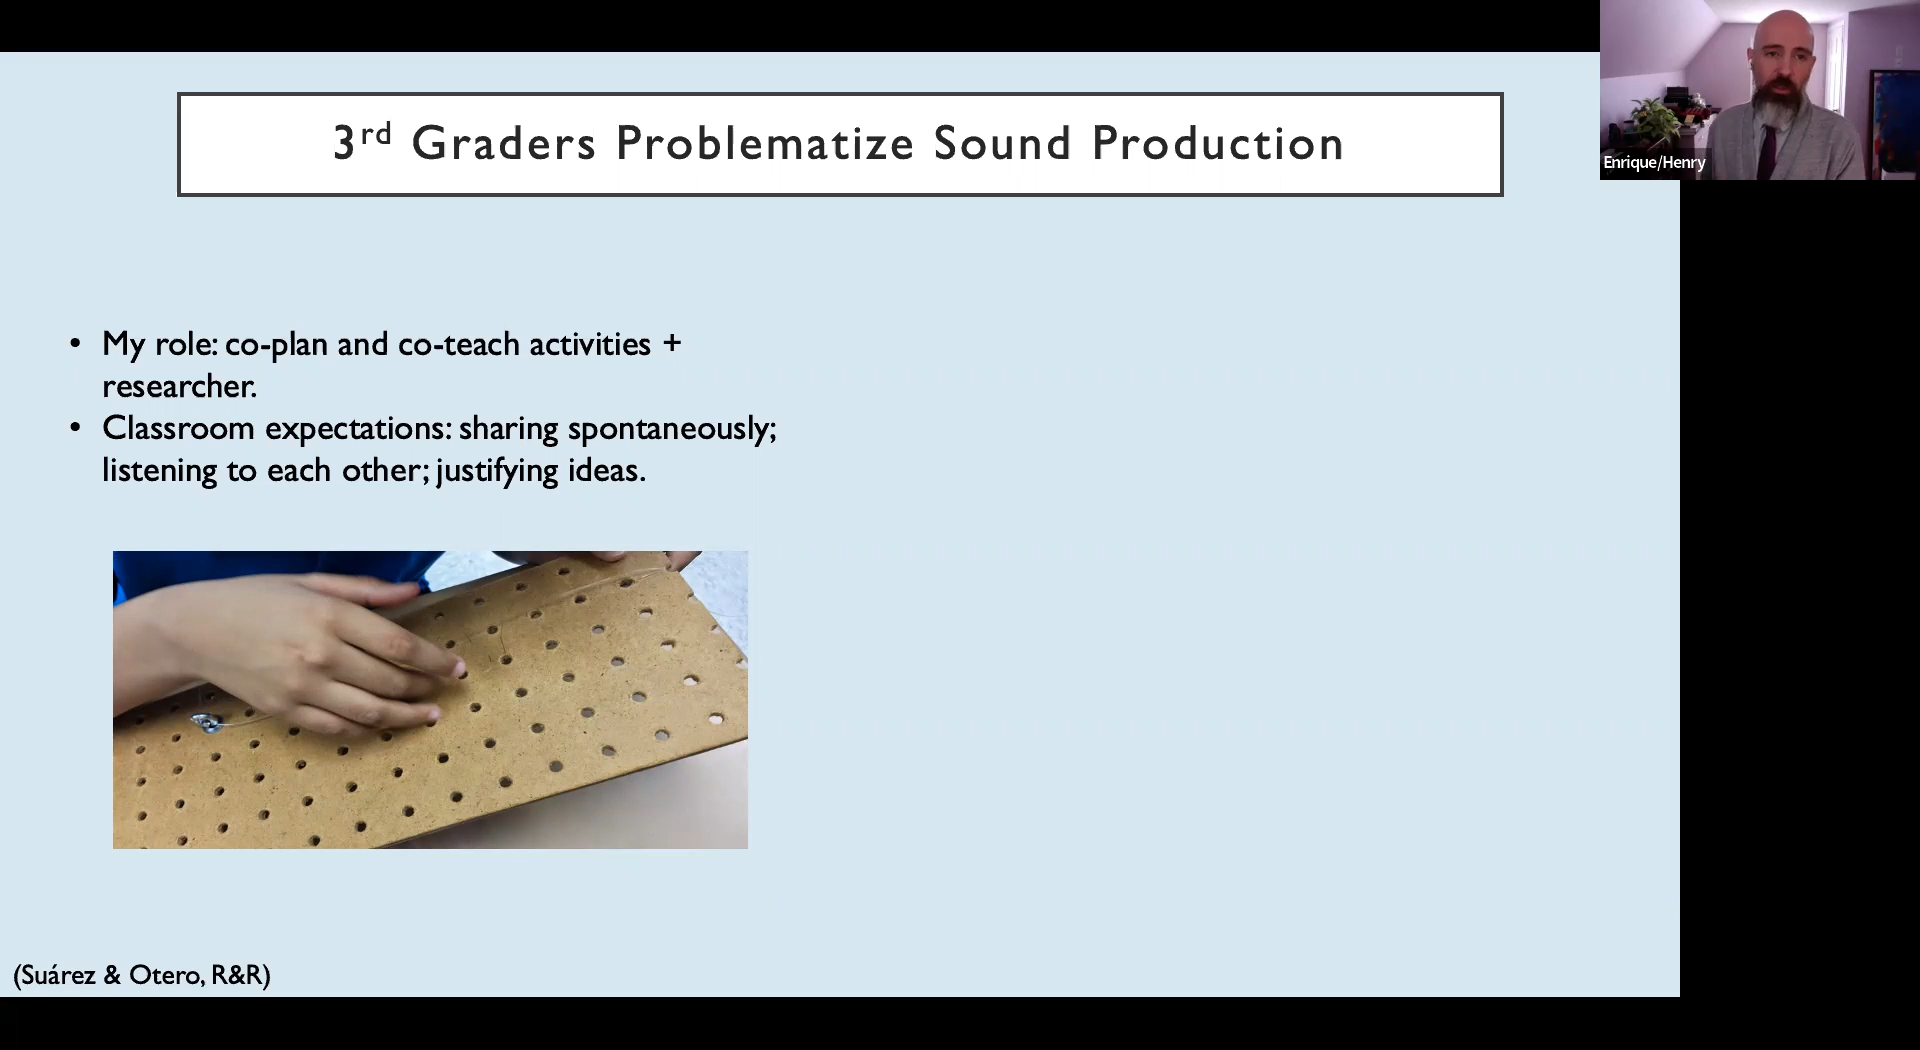 3rd Graders Problematize Sound Production
Enrique/Henry
• My role: co-plan and co-teach activities +
researcher.
• Classroom expectations: sharing spontaneously;
listening to each other; justifying ideas.
(Suárez & Otero, R&R)